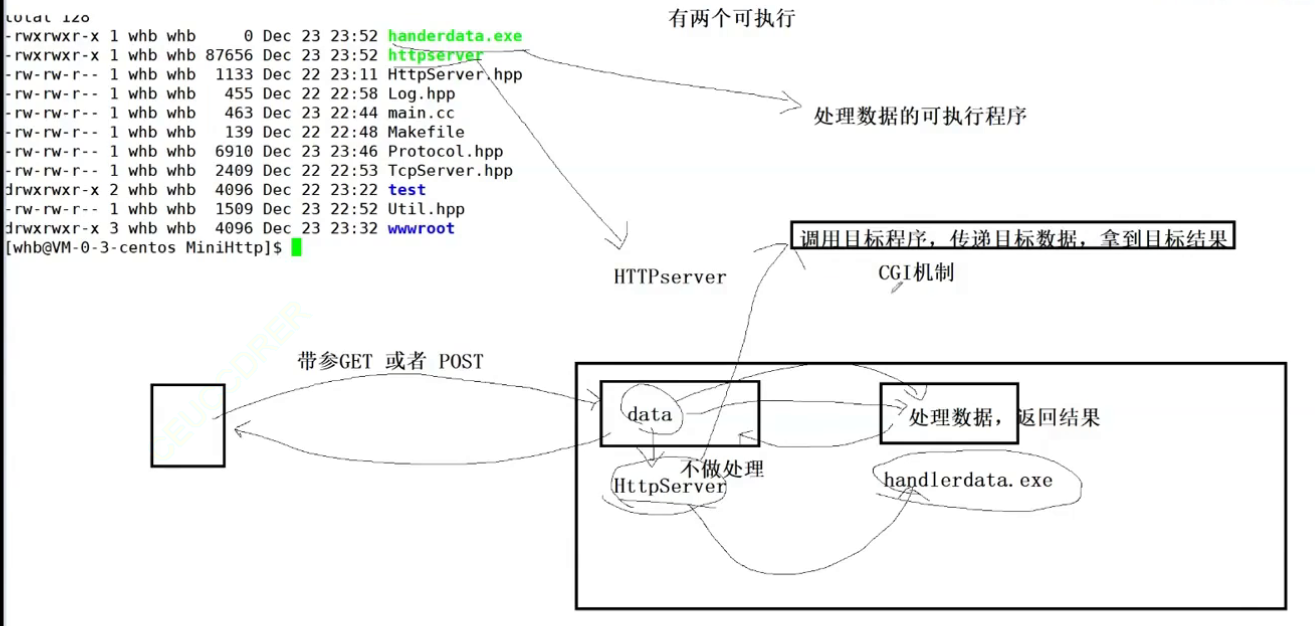 total 128
有两个可执行
-rwxrwxr-x 1 whb whb     0 Dec 23 23:52 handerdata.exe
-rwxrwxr-x 1 whb whb 87656 Dec 23 23:52 httpserver
-rw-rw-r-- 1 whb whb  1133 Dec 22 23:11 HttpServer.hpp
-rw-rw-r-- 1 whb whb   455 Dec 22 22:58 Log.hpp
-rw-rw-r-- 1 whb whb   463 Dec 23 22:44 main.cc
-rw-rw-r-- 1 whb whb   139 Dec 22 22:48 Makefile
-rw-rw-r-- 1 whb whb  6910 Dec 23 23:46 Protocol.hpp
-rw-rw-r-- 1 whb whb  2409 Dec 22 22:53 TcpServer.hpp
drwxrwxr-x 2 whb whb  4096 Dec 22 23:22 test
-rw-rw-r-- 1 whb whb  1509 Dec 23 22:52 Util.hpp
drwxrwxr-x 3 whb whb  4096 Dec 23 23:32 wwwroot
[whb@VM-0-3-centos MiniHttp]$
处理数据的可执行程序
调用目标程序，传递目标数据，拿到目标结果
CGI机制
HTTPserver
带参GET 或者 POST
data
处理数据，返回结果
不做处理
HttpServer
handlerdata.exe